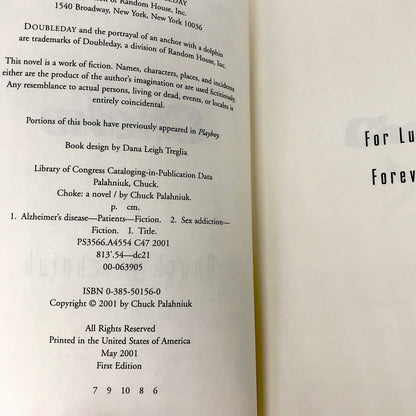 DOUBLEDAY
sion of Random House, Inc.
1540 Broadway, New York, New York 10036
DOUBLEDAY and the portrayal of an anchor with a dolphin
are trademarks of Doubleday, a division of Random House, Inc.
This novel is a work of fiction. Names, characters, places, and incidents
either are the product of the author's imagination or are used fictitiously.
Any resemblance to actual persons, living or dead, events, or locales is
entirely coincidental.
Portions of this book have previously appeared in Playboy.
Book design by Dana Leigh Treglia
Library of Congress Cataloging-in-Publication Data
Palahniuk, Chuck.
Choke: a novel / by Chuck Palahniuk.
p. cm.
1. Alzheimer's disease—Patients—Fiction. 2. Sex addiction—
Fiction. I. Title.
PS3566.A4554 C47 2001
813'.54—dc21
00-063905
ISBN 0-385-50156-0
Copyright © 2001 by Chuck Palahniuk
All Rights Reserved
Printed in the United States of America
May 2001
First Edition
7 9 10 8 6
For Lu
Forev